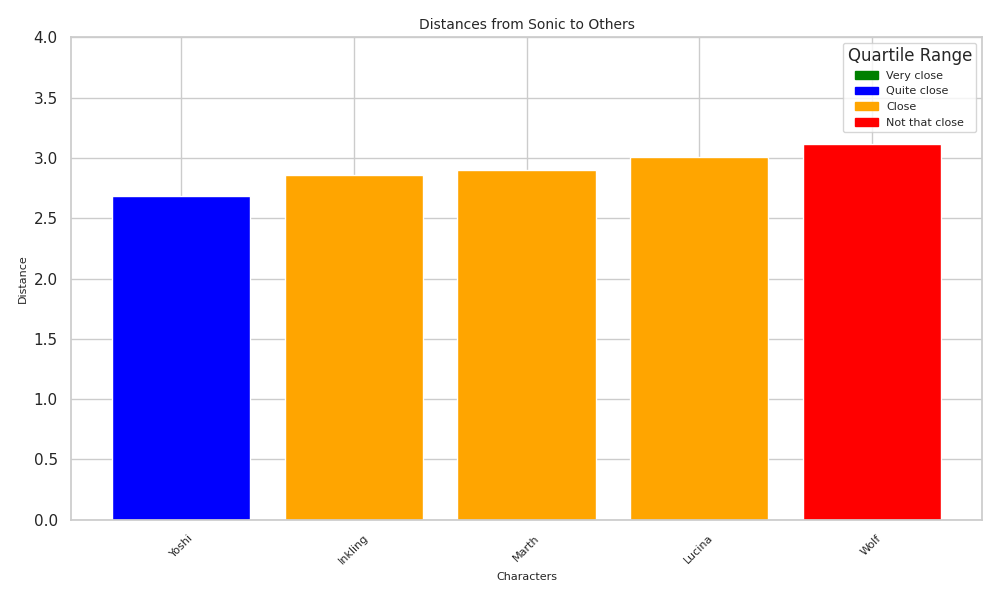 Distances from Sonic to Others
4.0
3.5
3.0
2.5
2.0
1.5
1.0
0.5
0.0
Distance
Quartile Range
Very close
Quite close
Close
Not that close
Yoshi
Inkling
Marth
Lucina
Wolf
Characters